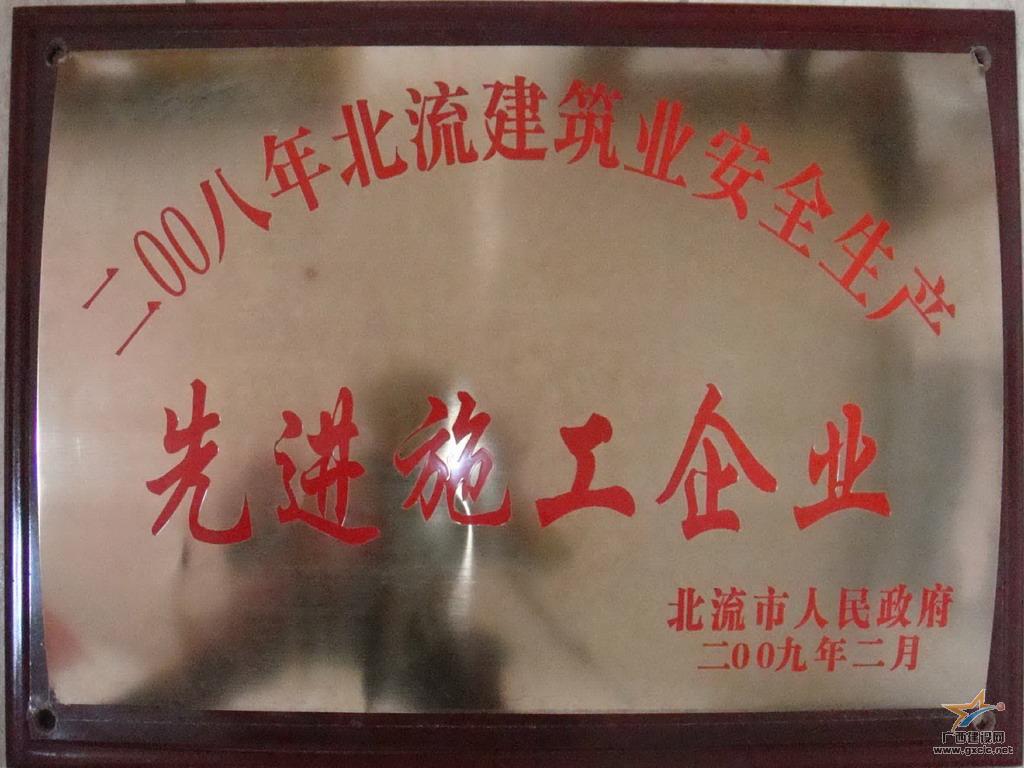 二00八年北流建筑业安全生产
先进施工企业
北流市人民政府
二00九年二月
广西建设网
www.gxcic.net